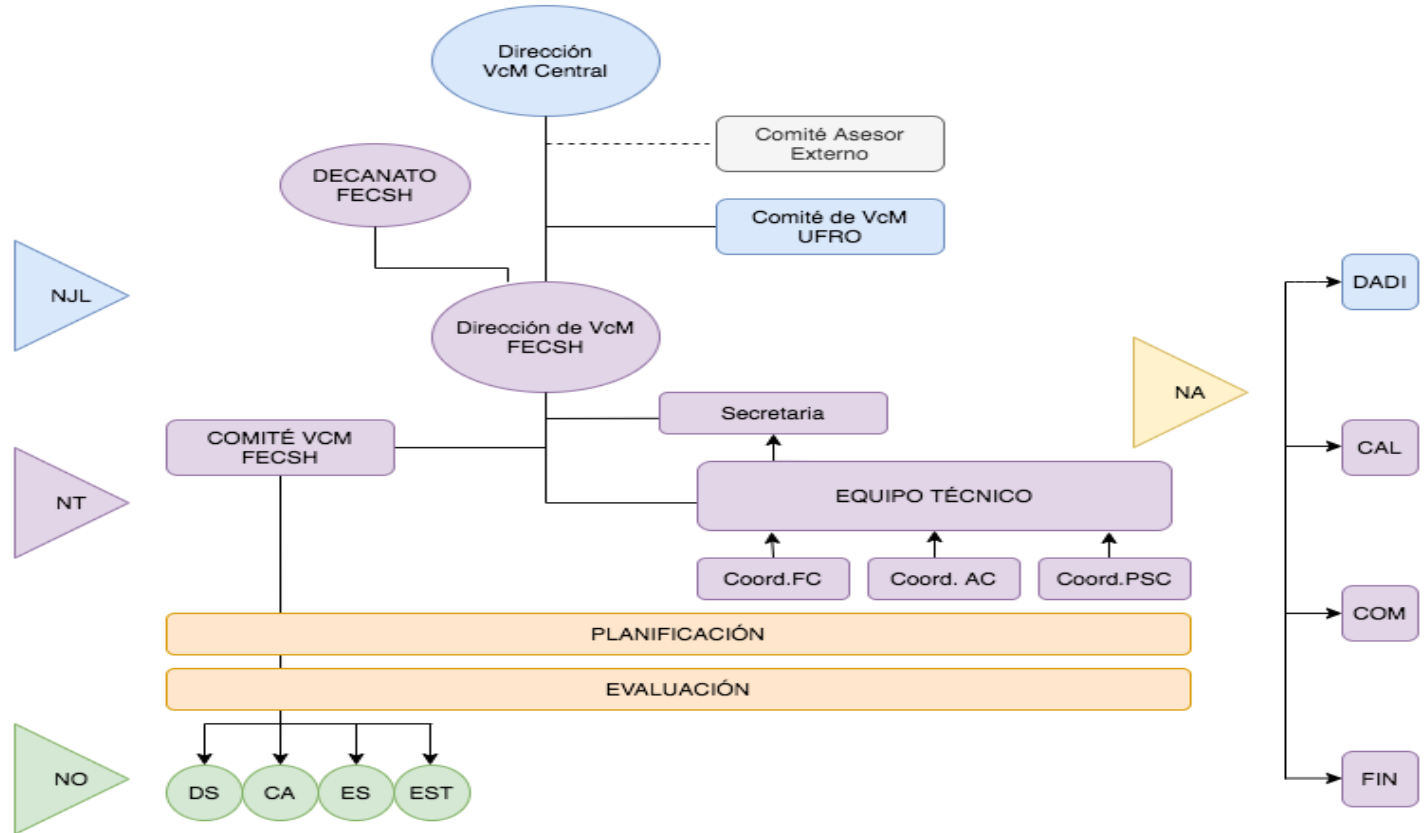 Dirección
VcM Central
Comité Asesor
Externo
DECANATO
FECSH
Comité de VcM
UFRO
NJL
DADI
Dirección de VcM
FECSH
NA
Secretaria
COMITÉ VCM
FECSH
CAL
NT
EQUIPO TÉCNICO
Coord.FC
Coord. AC
Coord.PSC
COM
PLANIFICACIÓN
EVALUACIÓN
NO
DS
CA
ES
EST
FIN